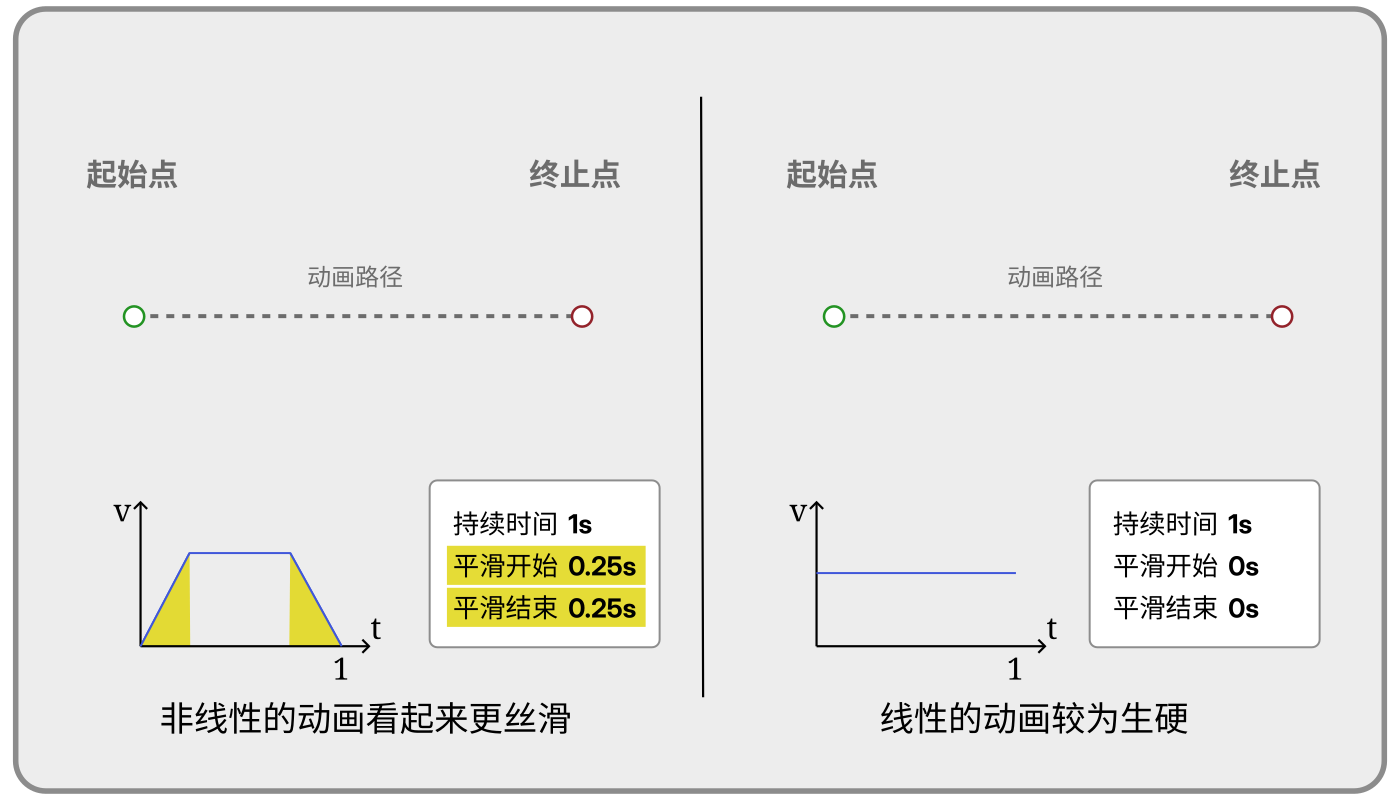 起始点
终止点
动画路径
v
t
1
持续时间 1s
平滑开始 0.25s
平滑结束 0.25s
非线性的动画看起来更丝滑
起始点
终止点
动画路径
v
t
1
持续时间 1s
平滑开始 0s
平滑结束 0s
线性的动画较为生硬